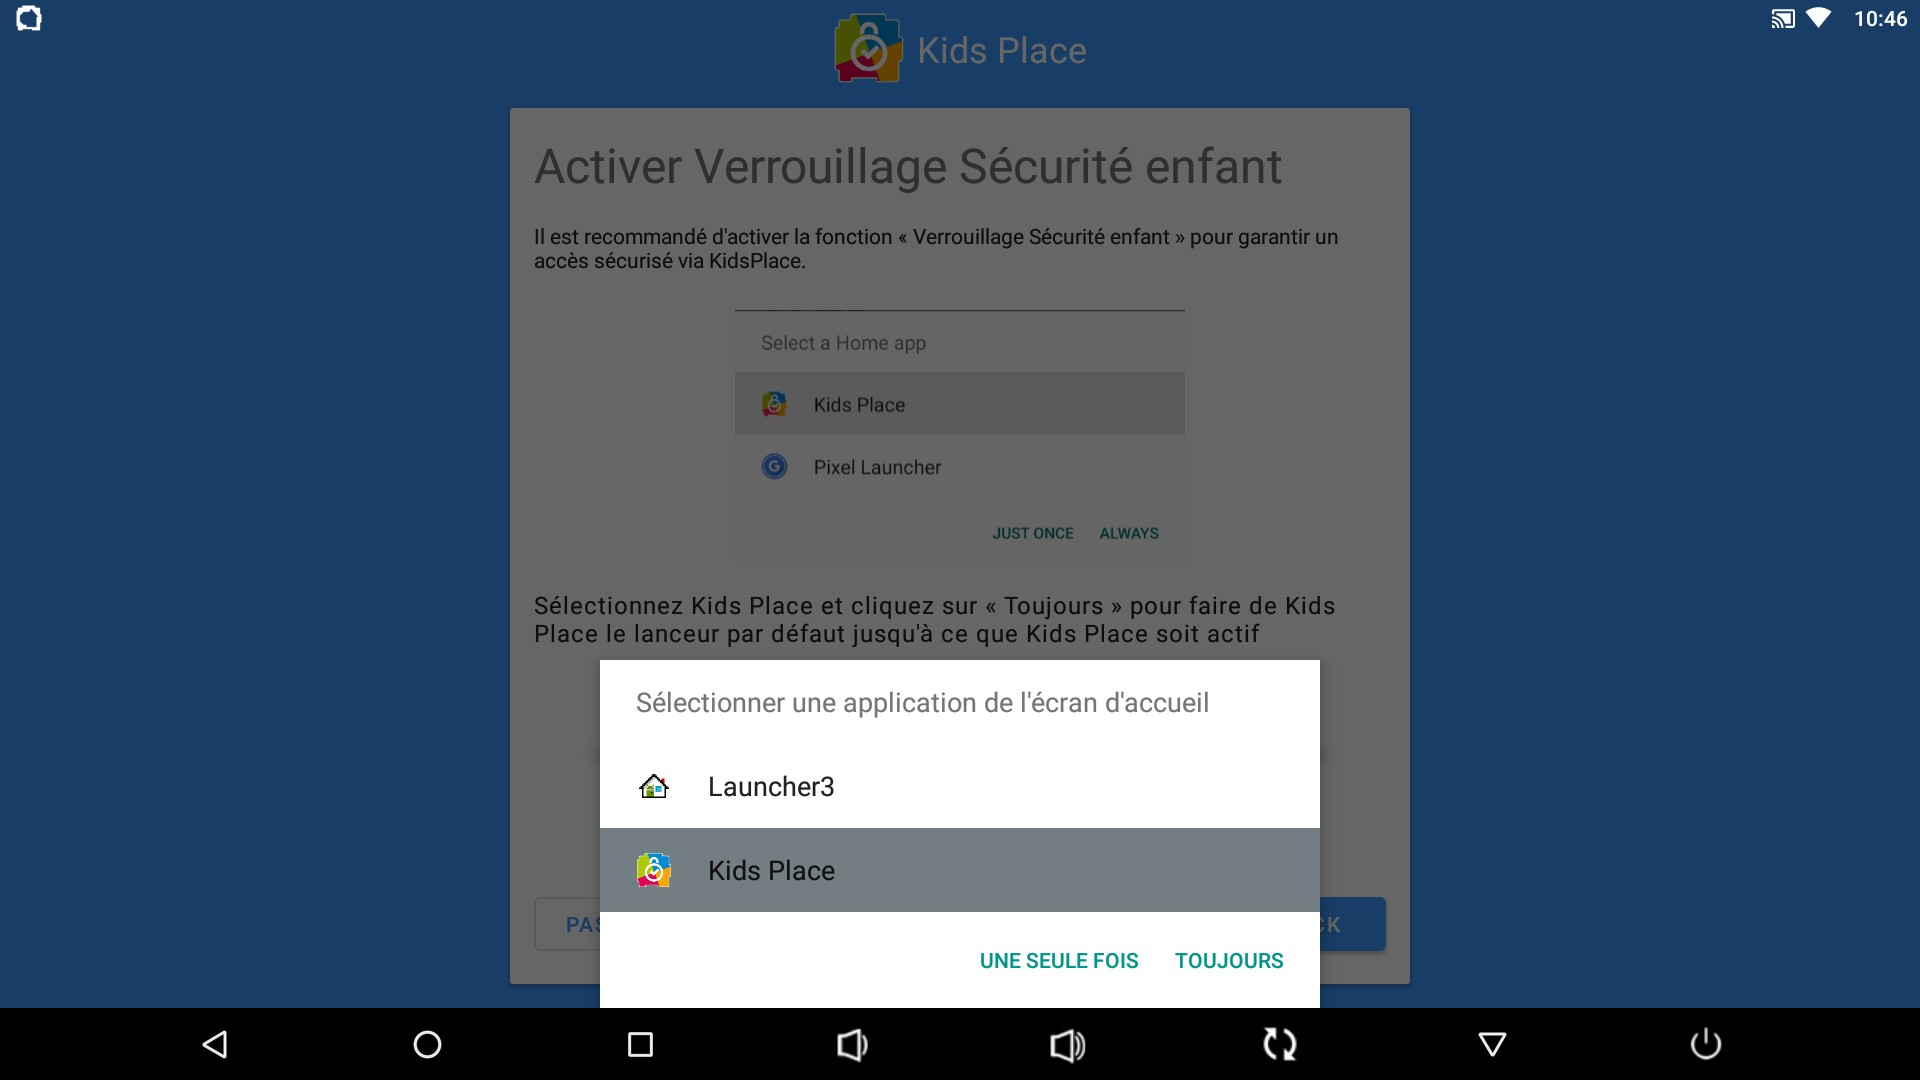 10:46
Kids Place
Activer Verrouillage Sécurité enfant
Il est recommandé d'activer la fonction « Verrouillage Sécurité enfant » pour garantir un
accès sécurisé via KidsPlace.
Select a Home app
Kids Place
Pixel Launcher
JUST ONCE ALWAYS
Sélectionnez Kids Place et cliquez sur « Toujours » pour faire de Kids
Place le lanceur par défaut jusqu'à ce que Kids Place soit actif
Sélectionner une application de l'écran d'accueil
Launcher3
Kids Place
UNE SEULE FOIS TOUJOURS